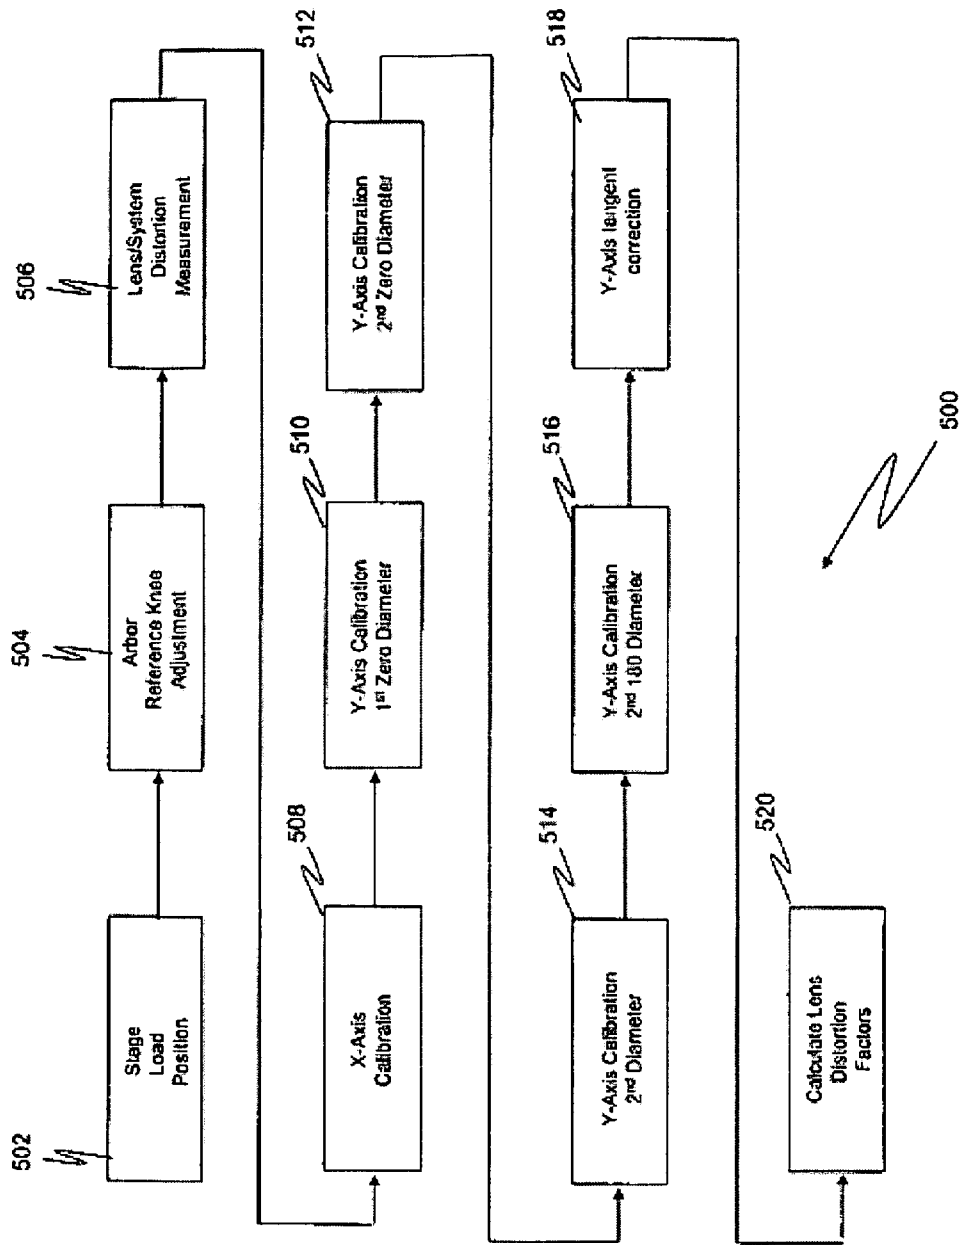 502
Stage
Load
Position
504
Arbor
Reference Knee
Adjustment
506
Lens/System
Distortion
Measurement
508
X-Axis
Calibration
510
Y-Axis Calibration
1st Zero Diameter
512
Y-Axis Calibration
2nd Zero Diameter
514
Y-Axis Calibration
2nd Diameter
516
Y-Axis Calibration
2nd 180 Diameter
518
Y-Axis tangent
correction
520
Calculate Lens
Distortion
Factors
500